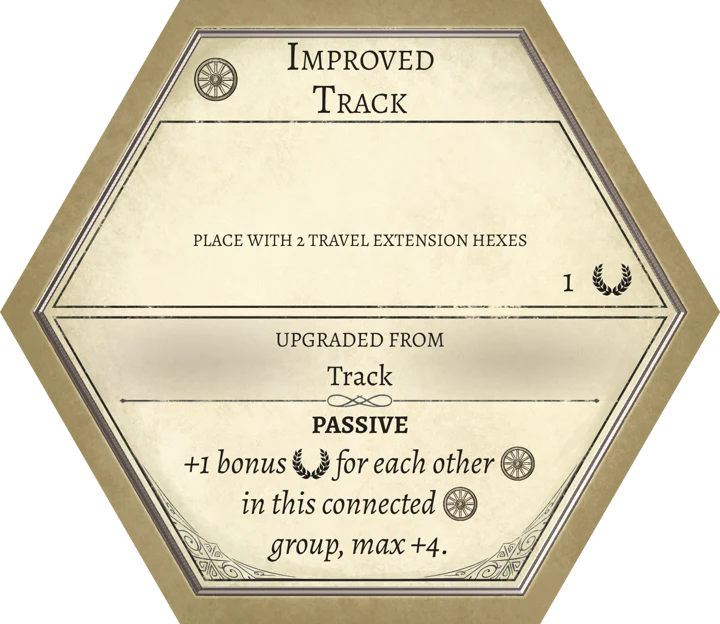 Improved
Track
PLACE WITH 2 TRAVEL EXTENSION HEXES
1
UPGRADED FROM
Track
PASSIVE
+1 bonus for each other
in this connected
group, max +4.